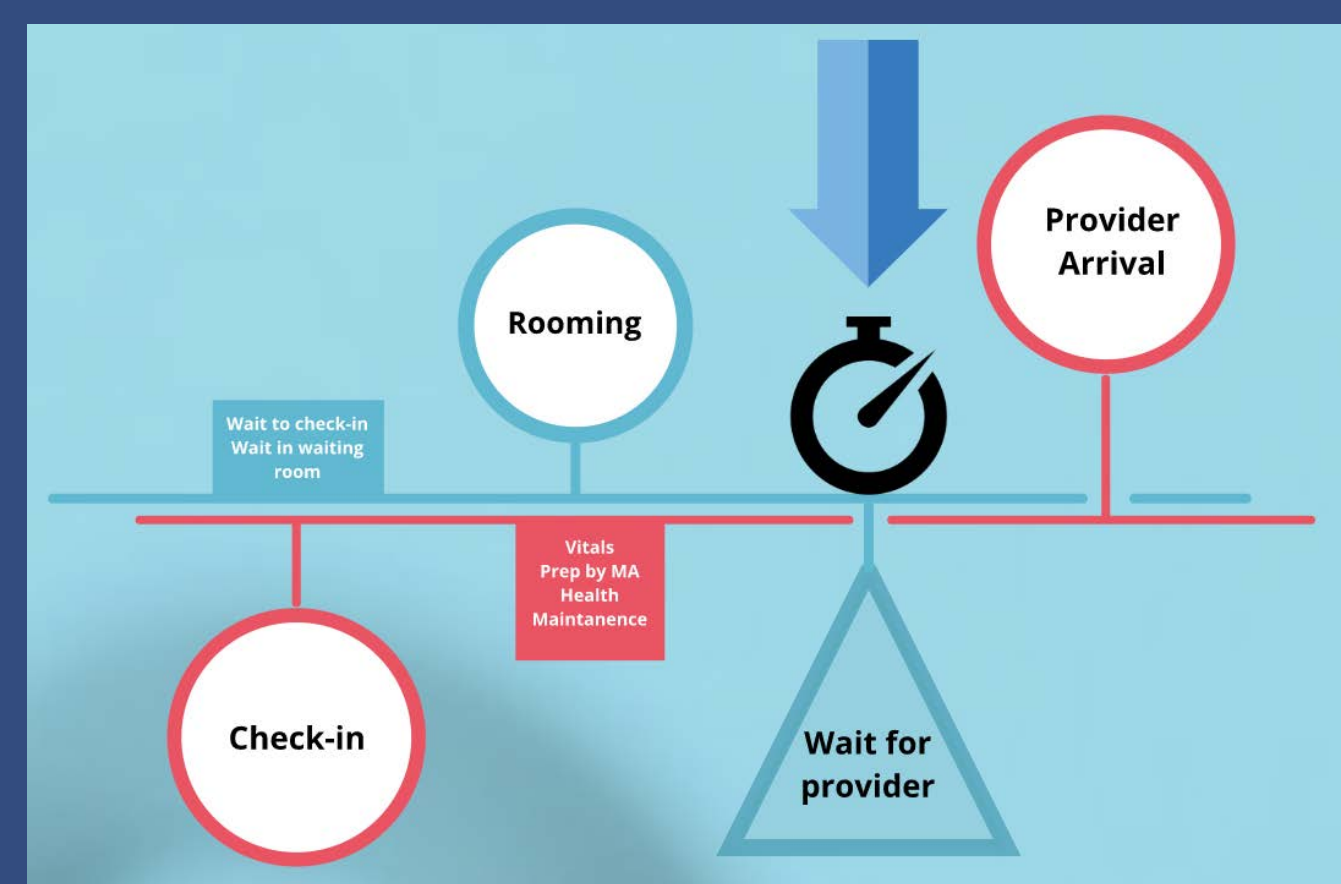 Wait to check-in
Wait in waiting
room
Check-in
Rooming
Vitals
Prep by MA
Health
Maintanence
Wait for
provider
Provider
Arrival